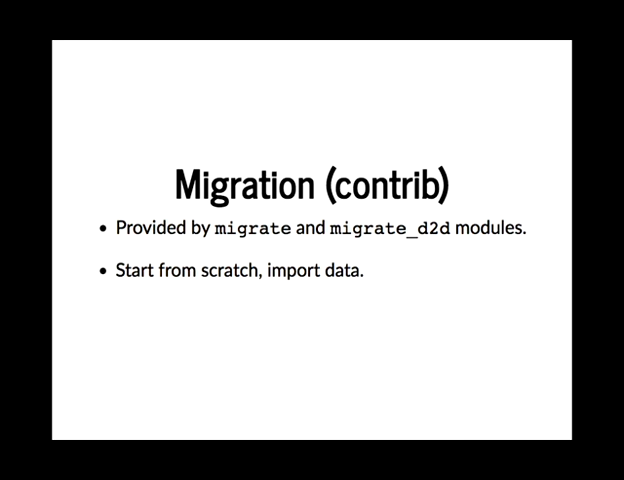 Migration (contrib)
• Provided by migrate and migrate_d2d modules.
• Start from scratch, import data.